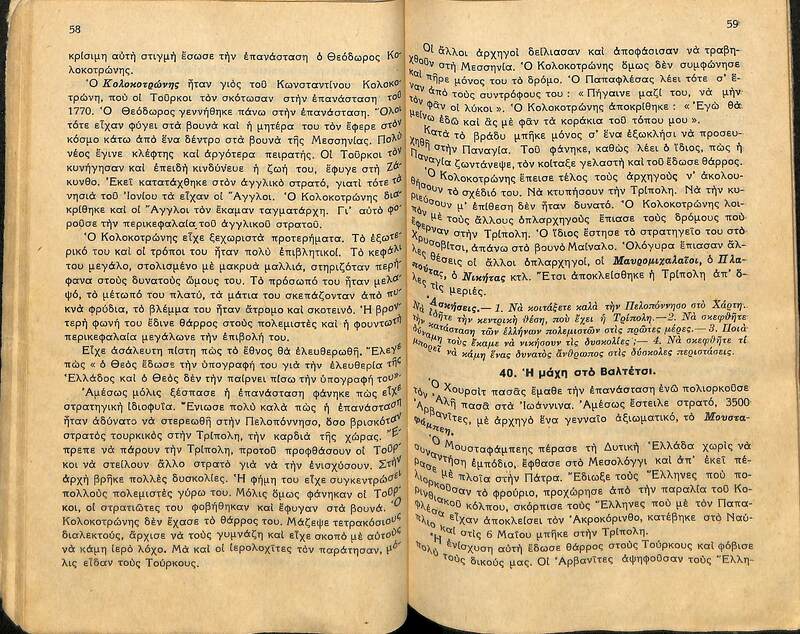 58
κρίσιμη αὐτὴ στιγμὴ ἔσωσε τὴν ἐπανάσταση ὁ Θεόδωρος Κο-
λοκοτρώνης.
Ὁ Κολοκοτρώνης ἦταν γιὸς τοῦ Κωνσταντίνου Κολοκο-
τρώνη, ποὺ οἱ Τοῦρκοι τὸν σκότωσαν στὴν ἐπανάσταση τοῦ
1770. Ὁ Θεόδωρος γεννήθηκε πάνω στὴν ἐπανάσταση. Ὅλοι
τότε εἶχαν φύγει στὰ βουνὰ καὶ ἡ μητέρα του τὸν ἔφερε στὸν
κόσμο κάτω ἀπὸ ἕνα δέντρο στὰ βουνὰ τῆς Μεσσηνίας. Πολὺ
νέος ἔγινε κλέφτης καὶ ἀργότερα πειρατής. Οἱ Τοῦρκοι τὸν
κυνήγησαν καὶ ἐπειδὴ κινδύνευε ἡ ζωή του, ἔφυγε στὴ Ζά-
κυνθο. Ἐκεῖ κατατάχθηκε στὸν ἀγγλικὸ στρατό, γιατὶ τότε τὰ
νησιὰ τοῦ Ἰονίου τὰ εἶχαν οἱ Ἄγγλοι. Ὁ Κολοκοτρώνης δια-
κρίθηκε καὶ οἱ Ἄγγλοι τὸν ἔκαμαν ταγματάρχη. Γι' αὐτὸ φο-
ροῦσε τὴν περικεφαλαία τοῦ ἀγγλικοῦ στρατοῦ.
Ὁ Κολοκοτρώνης εἶχε ξεχωριστὰ προτερήματα. Τὸ ἐξωτε-
ρικό του καὶ οἱ τρόποι του ἦταν πολὺ ἐπιβλητικοί. Τὸ κεφάλι
του μεγάλο, στολισμένο μὲ μακρυὰ μαλλιά, στηριζόταν περή-
φανα στοὺς δυνατοὺς ὤμους του. Τὸ πρόσωπό του ἦταν μελα-
ψό, τὸ μέτωπό του πλατύ, τὰ μάτια του σκεπάζονταν ἀπὸ πυ-
κνὰ φρύδια, τὸ βλέμμα του ἦταν ἄτρομο καὶ σκοτεινό. Ἡ βρον-
τερὴ φωνή του ἔδινε θάρρος στοὺς πολεμιστὲς καὶ ἡ φουντωτὴ
περικεφαλαία μεγάλωνε τὴν ἐπιβολή του.
Εἶχε ἀσάλευτη πίστη πὼς τὸ ἔθνος θὰ ἐλευθερωθῆ. Ἔλεγε
πὼς « ὁ Θεὸς ἔδωσε τὴν ὑπογραφή του γιὰ τὴν ἐλευθερία τῆς
Ἑλλάδος καὶ ὁ Θεὸς δὲν τὴν παίρνει πίσω τὴν ὑπογραφή του».
Ἀμέσως μόλις ξέσπασε ἡ ἐπανάσταση φάνηκε πὼς εἶχε
στρατηγικὴ ἰδιοφυΐα. Ἔνιωσε πολὺ καλὰ πὼς ἡ ἐπανάσταση
ἦταν ἀδύνατο νὰ στερεωθῆ στὴν Πελοπόννησο, ὅσο βρισκόταν
στρατὸς τουρκικὸς στὴν Τρίπολη, τὴν καρδιὰ τῆς χώρας. Ἔ-
πρεπε νὰ πάρουν τὴν Τρίπολη, προτοῦ προφθάσουν οἱ Τοῦρ-
κοι νὰ στείλουν ἄλλο στρατὸ γιὰ νὰ τὴν ἐνισχύσουν. Στὴν
ἀρχὴ βρῆκε πολλὲς δυσκολίες. Ἡ φήμη του εἶχε συγκεντρώσει
πολλοὺς πολεμιστὲς γύρω του. Μόλις ὅμως φάνηκαν οἱ Τοῦρ-
κοι, οἱ στρατιῶτες του φοβήθηκαν καὶ ἔφυγαν στὰ βουνά. Ὁ
Κολοκοτρώνης δὲν ἔχασε τὸ θάρρος του. Μάζεψε τετρακόσιους
διαλεκτούς, ἄρχισε νὰ τοὺς γυμνάζη καὶ εἶχε σκοπὸ μὲ αὐτοὺς
νὰ κάμη ἱερὸ λόχο. Μὰ καὶ οἱ ἱερολοχῖτες τὸν παράτησαν, μό-
λις εἶδαν τοὺς Τούρκους.
59
Οἱ ἄλλοι ἀρχηγοὶ δείλιασαν καὶ ἀποφάσισαν νὰ τραβη-
χθοῦν στὴ Μεσσηνία. Ὁ Κολοκοτρώνης ὅμως δὲν συμφώνησε
καὶ πῆρε μόνος του τὸ δρόμο. Ὁ Παπαφλέσας λέει τότε σ' ἕ-
ναν ἀπὸ τοὺς συντρόφους του : « Πήγαινε μαζί του, νὰ μὴν
τὸν φᾶν οἱ λύκοι ». Ὁ Κολοκοτρώνης ἀποκρίθηκε : « Ἐγὼ θὰ
μείνω ἐδῶ καὶ ἂς μὲ φᾶν τὰ κοράκια τοῦ τόπου μου ».
Κατὰ τὸ βράδυ μπῆκε μόνος σ' ἕνα ἐξωκλήσι νὰ προσευ-
χηθῆ στὴν Παναγία. Τοῦ φάνηκε, καθὼς λέει ὁ ἴδιος, πὼς ἡ
Παναγία ζωντάνεψε, τὸν κοίταξε γελαστὴ καὶ τοῦ ἔδωσε θάρρος.
Ὁ Κολοκοτρώνης ἔπεισε τέλος τοὺς ἀρχηγοὺς ν' ἀκολου-
θήσουν τὸ σχέδιό του. Νὰ κτυπήσουν τὴν Τρίπολη. Νὰ τὴν κυ-
ριεύσουν μ' ἐπίθεση δὲν ἦταν δυνατό. Ὁ Κολοκοτρώνης λοι-
πὸν μὲ τοὺς ἄλλους ὁπλαρχηγοὺς ἔπιασε τοὺς δρόμους ποὺ
ἔφερναν στὴν Τρίπολη. Ὁ ἴδιος ἔστησε τὸ στρατηγεῖο του στὸ
Χρυσοβίτσι, ἀπάνω στὸ βουνὸ Μαίναλο. Ὁλόγυρα ἔπιασαν ἄλ-
λες θέσεις οἱ ἄλλοι ὁπλαρχηγοί, οἱ Μαυρομιχαλαῖοι, ὁ Πλα-
πούτας, ὁ Νικήτας κτλ. Ἔτσι ἀποκλείσθηκε ἡ Τρίπολη ἀπ' ὅ-
λες τὶς μεριές.
Ἀσκήσεις.— 1. Νὰ κοιτάξετε καλὰ τὴν Πελοπόννησο στὸ Χάρτη.
Νὰ ἰδῆτε τὴν κεντρικὴ θέση, ποὺ ἔχει ἡ Τρίπολη.—2. Νὰ σκεφθῆτε
τὴν κατάσταση τῶν ἑλλήνων πολεμιστῶν στὶς πρῶτες μέρες.— 3. Ποιὰ
δύναμη τοὺς ἔκαμε νὰ νικήσουν τὶς δυσκολίες ;— 4. Νὰ σκεφθῆτε τί
μπορεῖ νὰ κάμη ἕνας δυνατὸς ἄνθρωπος στὶς δύσκολες περιστάσεις.
40. Ἡ μάχη στὸ Βαλτέτσι.
Ὁ Χουρσὶτ πασὰς ἔμαθε τὴν ἐπανάσταση ἐνῶ πολιορκοῦσε
τὸν Ἀλῆ πασὰ στὰ Ἰωάννινα. Ἀμέσως ἔστειλε στρατό, 3500
Ἀρβανῖτες, μὲ ἀρχηγὸ ἕνα γενναῖο ἀξιωματικό, τὸ Μουστα-
φάμπεη.
Ὁ Μουσταφάμπεης πέρασε τὴ Δυτικὴ Ἑλλάδα χωρὶς νὰ
συναντήση ἐμπόδιο, ἔφθασε στὸ Μεσολόγγι καὶ ἀπ' ἐκεῖ πέ-
ρασε μὲ πλοῖα στὴν Πάτρα. Ἔδιωξε τοὺς Ἕλληνες ποὺ πο-
λιορκοῦσαν τὸ φρούριο, προχώρησε ἀπὸ τὴν παραλία τοῦ Κο-
ρινθιακοῦ κόλπου, σκόρπισε τοὺς Ἕλληνες ποὺ μὲ τὸν Παπα-
φλέσα εἶχαν ἀποκλείσει τὸν Ἀκροκόρινθο, κατέβηκε στὸ Ναύ-
πλιο καὶ στὶς 6 Μαΐου μπῆκε στὴν Τρίπολη.
Ἡ ἐνίσχυση αὐτὴ ἔδωσε θάρρος στοὺς Τούρκους καὶ φόβισε
πολὺ τοὺς δικούς μας. Οἱ Ἀρβανῖτες ἀψηφοῦσαν τοὺς Ἕλλη-